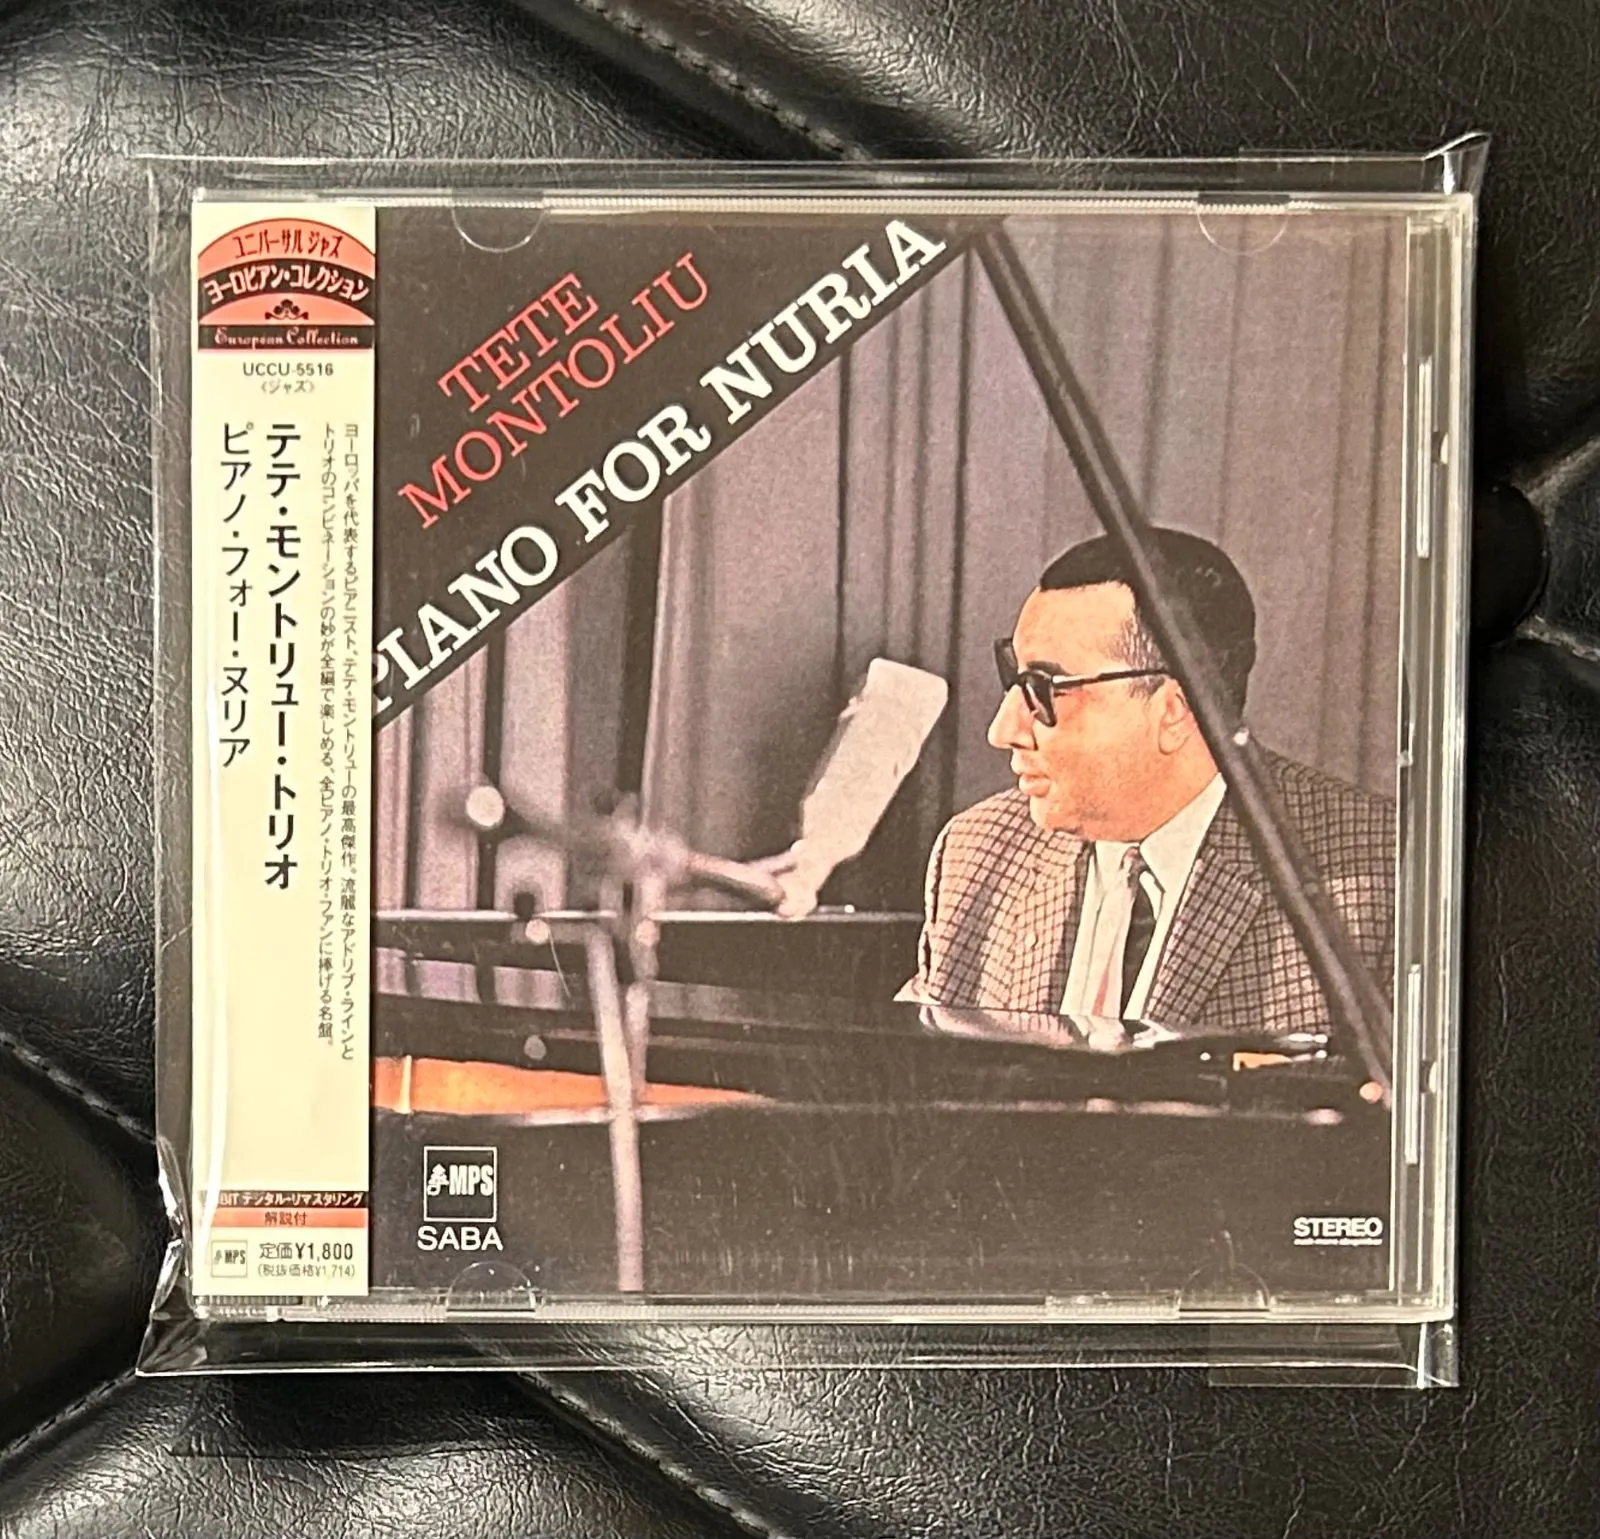 ユニバーサル ジャズ
ヨーロピアン・コレクション
European Collection
UCCU-5516
《ジャズ》
ヨーロッパを代表するピアニスト、テテ・モントリューの最高傑作。流麗なアドリブ・ラインと
トリオのコンビネーションの妙が全編で楽しめる、全ピアノ・トリオ・ファンに捧げる名盤。
テテ・モントリュー・トリオ
ピアノ・フォー・ヌリア
BIT デジタル・リマスタリング
解説付
MPS
定価¥1,800
(税抜価格¥1,714)
TETE
MONTOLIU
PIANO FOR NURIA
MPS
SABA
STEREO